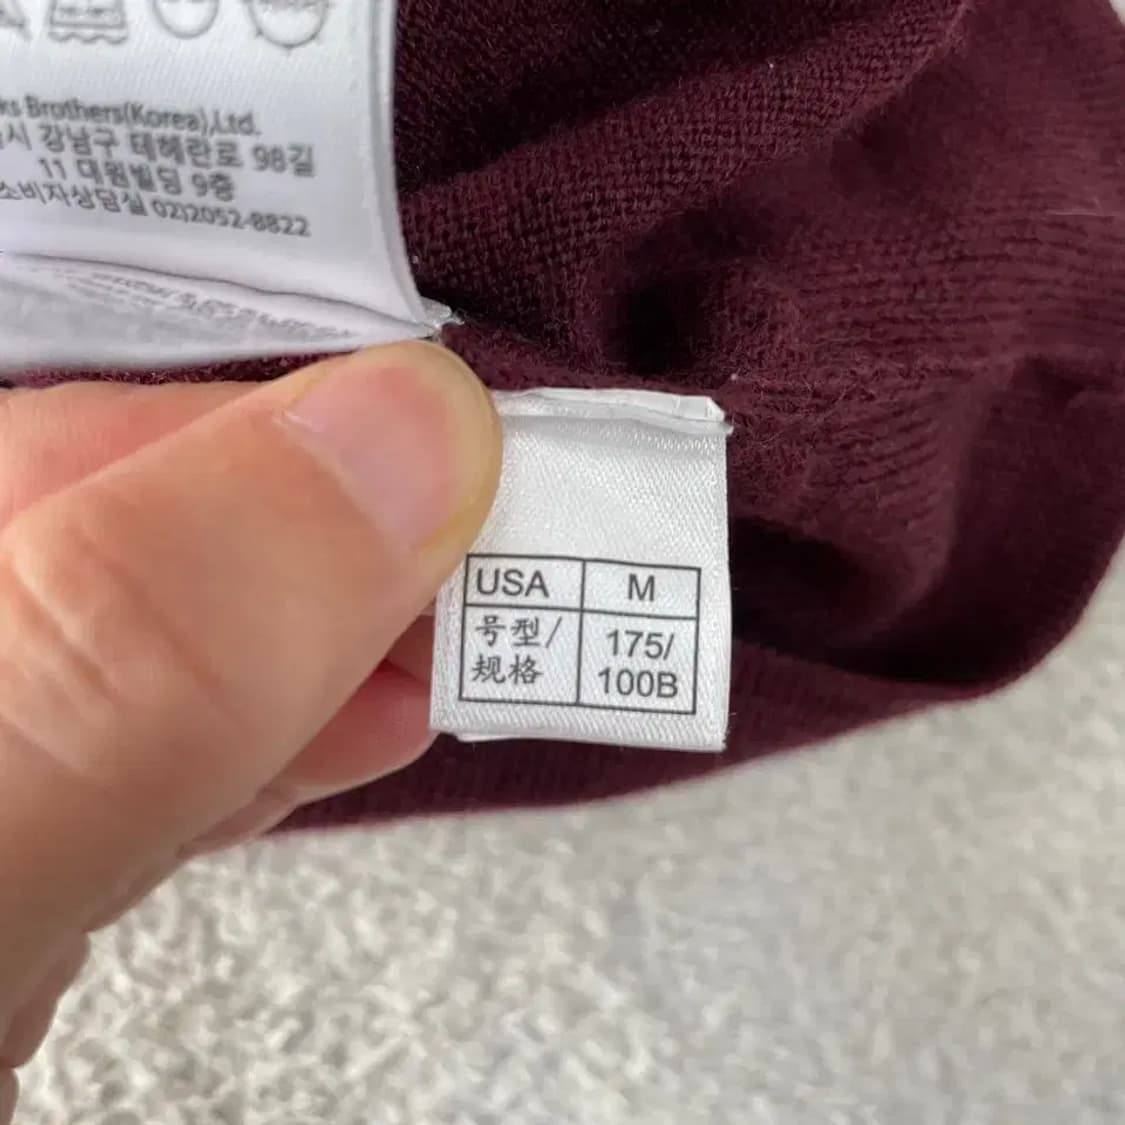 ks Brothers(Korea),Ltd.
시 강남구 테헤란로 98길
11 대원빌딩 9층
소비자상담실 02)2052-8822
USA M
号型/ 175/
规格 100B